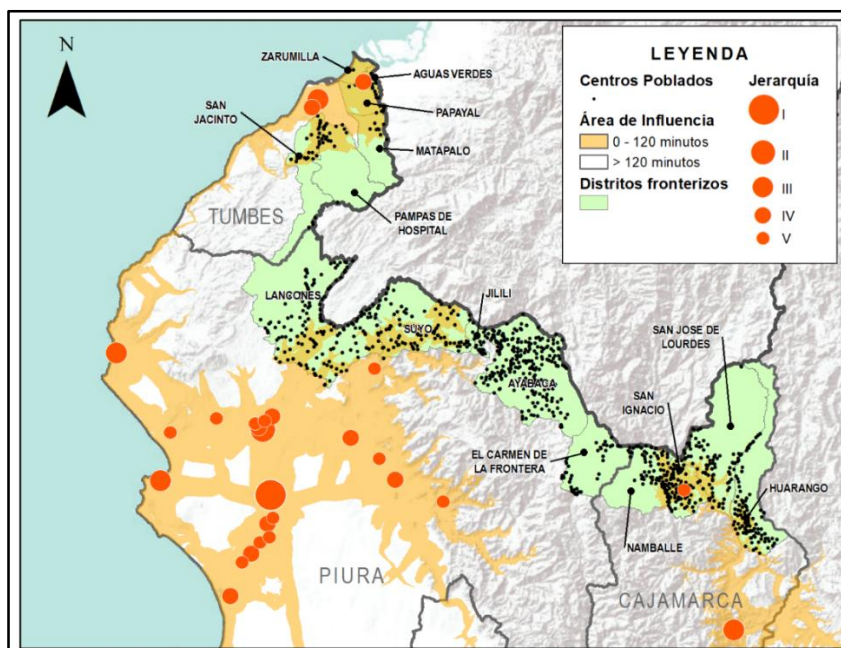 N
ZARUMILLA
AGUAS VERDES
SAN
JACINTO
PAPAYAL
MATAPALO
TUMBES
PAMPAS DE
HOSPITAL
LANCONES
SUYO
JILILI
AYABACA
SAN JOSE DE
LOURDES
SAN
IGNACIO
EL CARMEN DE
LA FRONTERA
HUARANGO
NAMBALLE
PIURA
CAJAMARCA
LEYENDA
Centros Poblados
Área de Influencia
0 - 120 minutos
> 120 minutos
Distritos fronterizos
Jerarquía
I
II
III
IV
V